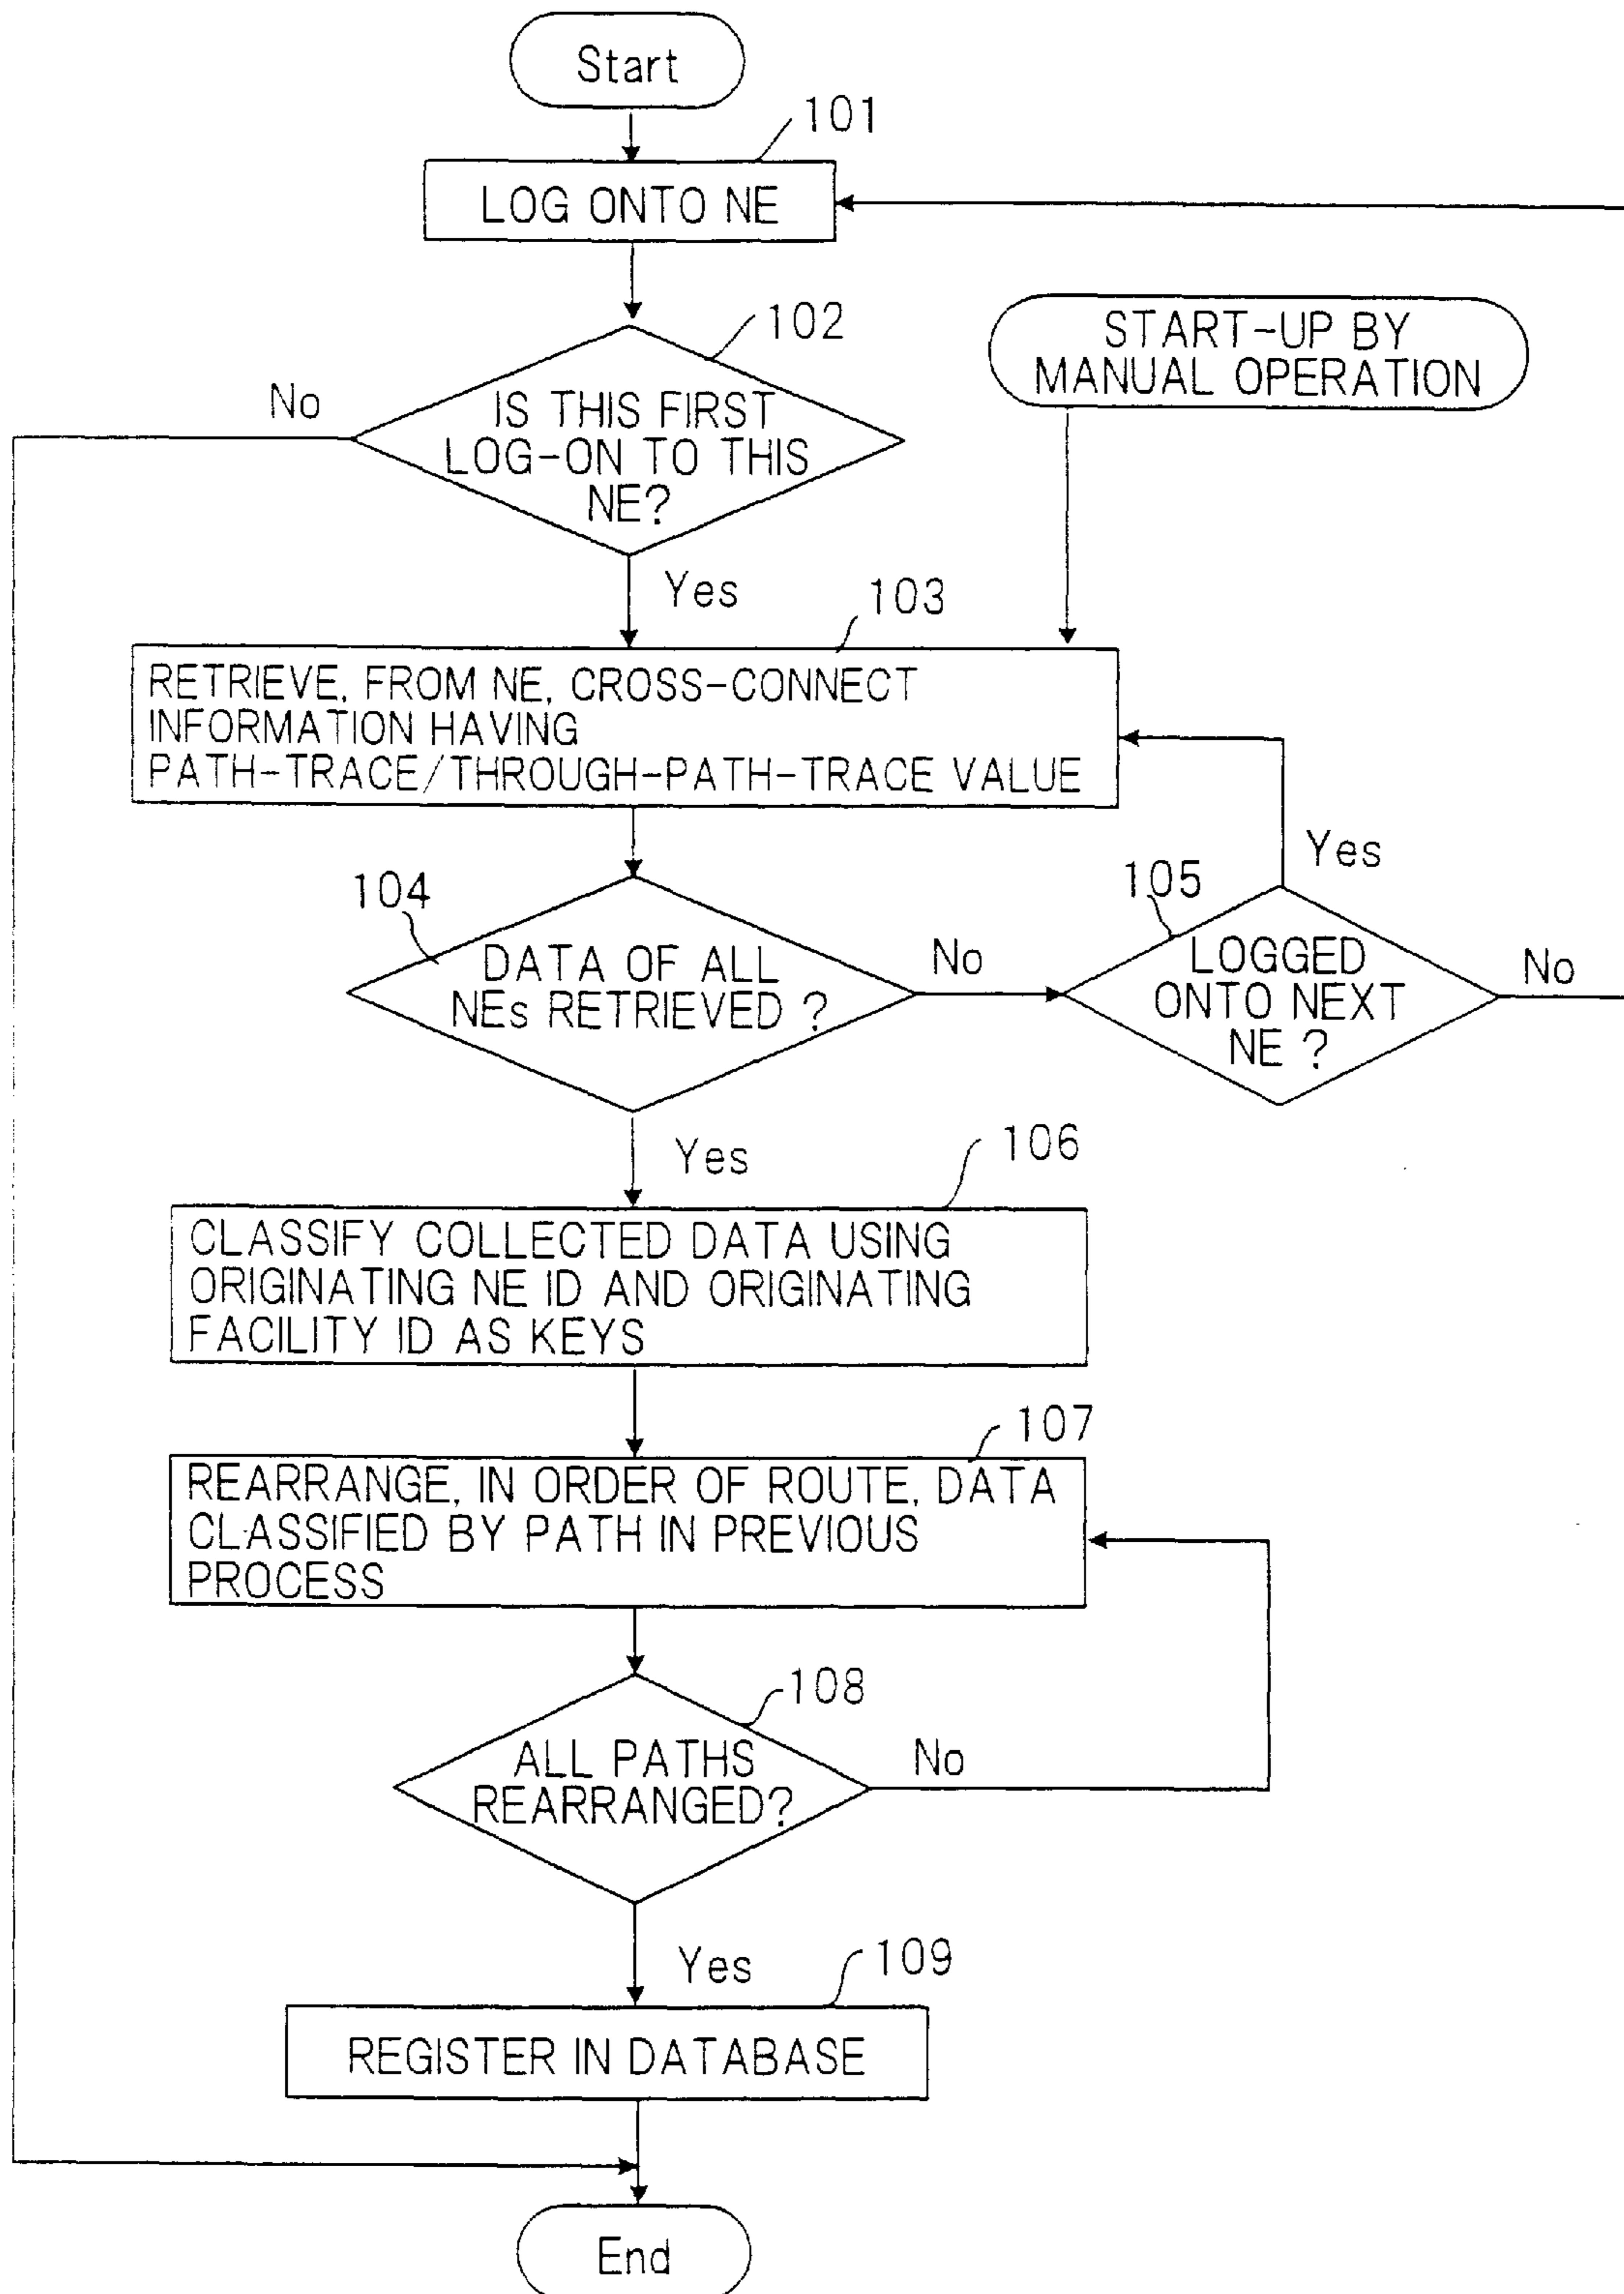 Start
101
LOG ONTO NE
102
START-UP BY
MANUAL OPERATION
No
IS THIS FIRST
LOG-ON TO THIS
NE?
Yes
103
RETRIEVE, FROM NE, CROSS-CONNECT
INFORMATION HAVING
PATH-TRACE/THROUGH-PATH-TRACE VALUE
Yes
104
105
DATA OF ALL
NEs RETRIEVED ?
No
LOGGED
ONTO NEXT
NE ?
No
Yes
106
CLASSIFY COLLECTED DATA USING
ORIGINATING NE ID AND ORIGINATING
FACILITY ID AS KEYS
107
REARRANGE, IN ORDER OF ROUTE, DATA
CLASSIFIED BY PATH IN PREVIOUS
PROCESS
108
ALL PATHS
REARRANGED?
No
Yes
109
REGISTER IN DATABASE
End